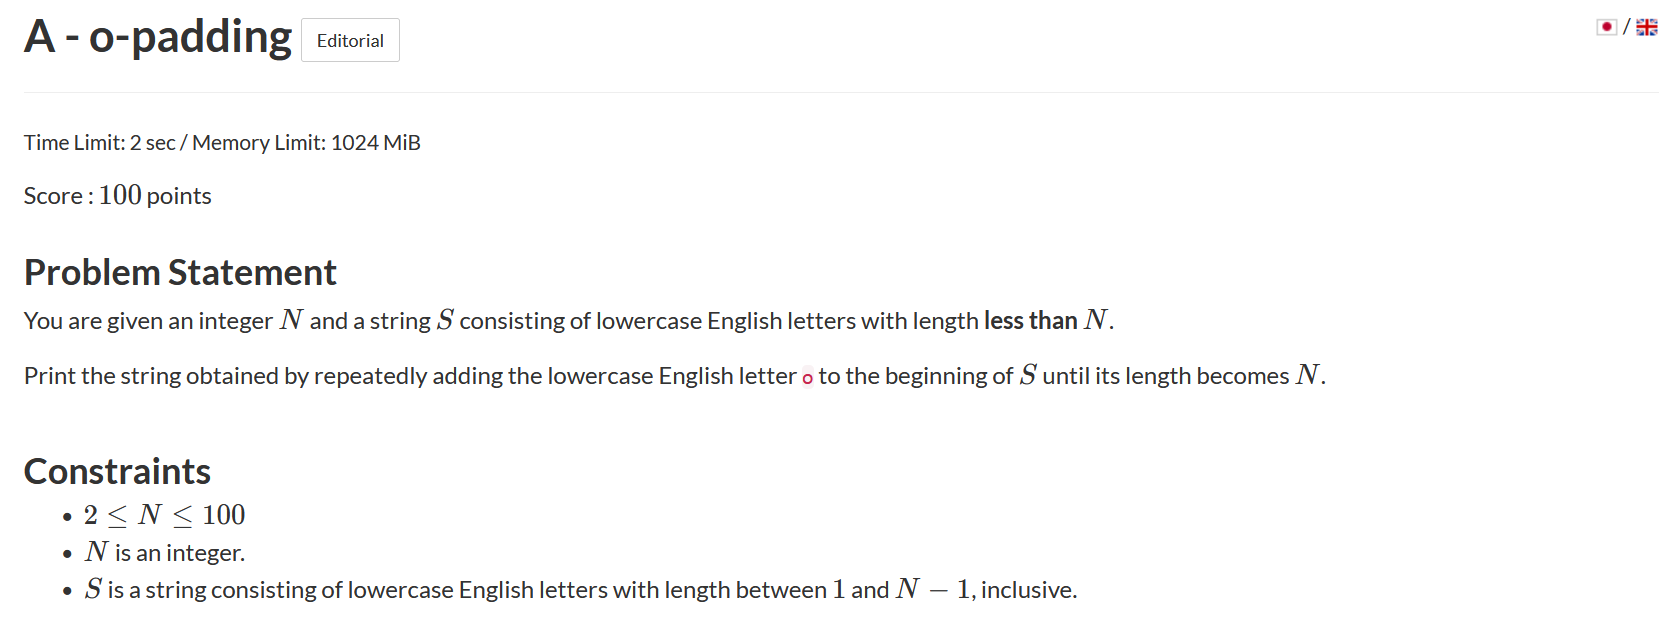 A - o-padding Editorial
/
Time Limit: 2 sec / Memory Limit: 1024 MiB
Score : 100 points
Problem Statement
You are given an integer N and a string S consisting of lowercase English letters with length less than N.
Print the string obtained by repeatedly adding the lowercase English letter o to the beginning of S until its length becomes N.
Constraints
• 2 ≤ N ≤ 100
• N is an integer.
• S is a string consisting of lowercase English letters with length between 1 and N − 1, inclusive.